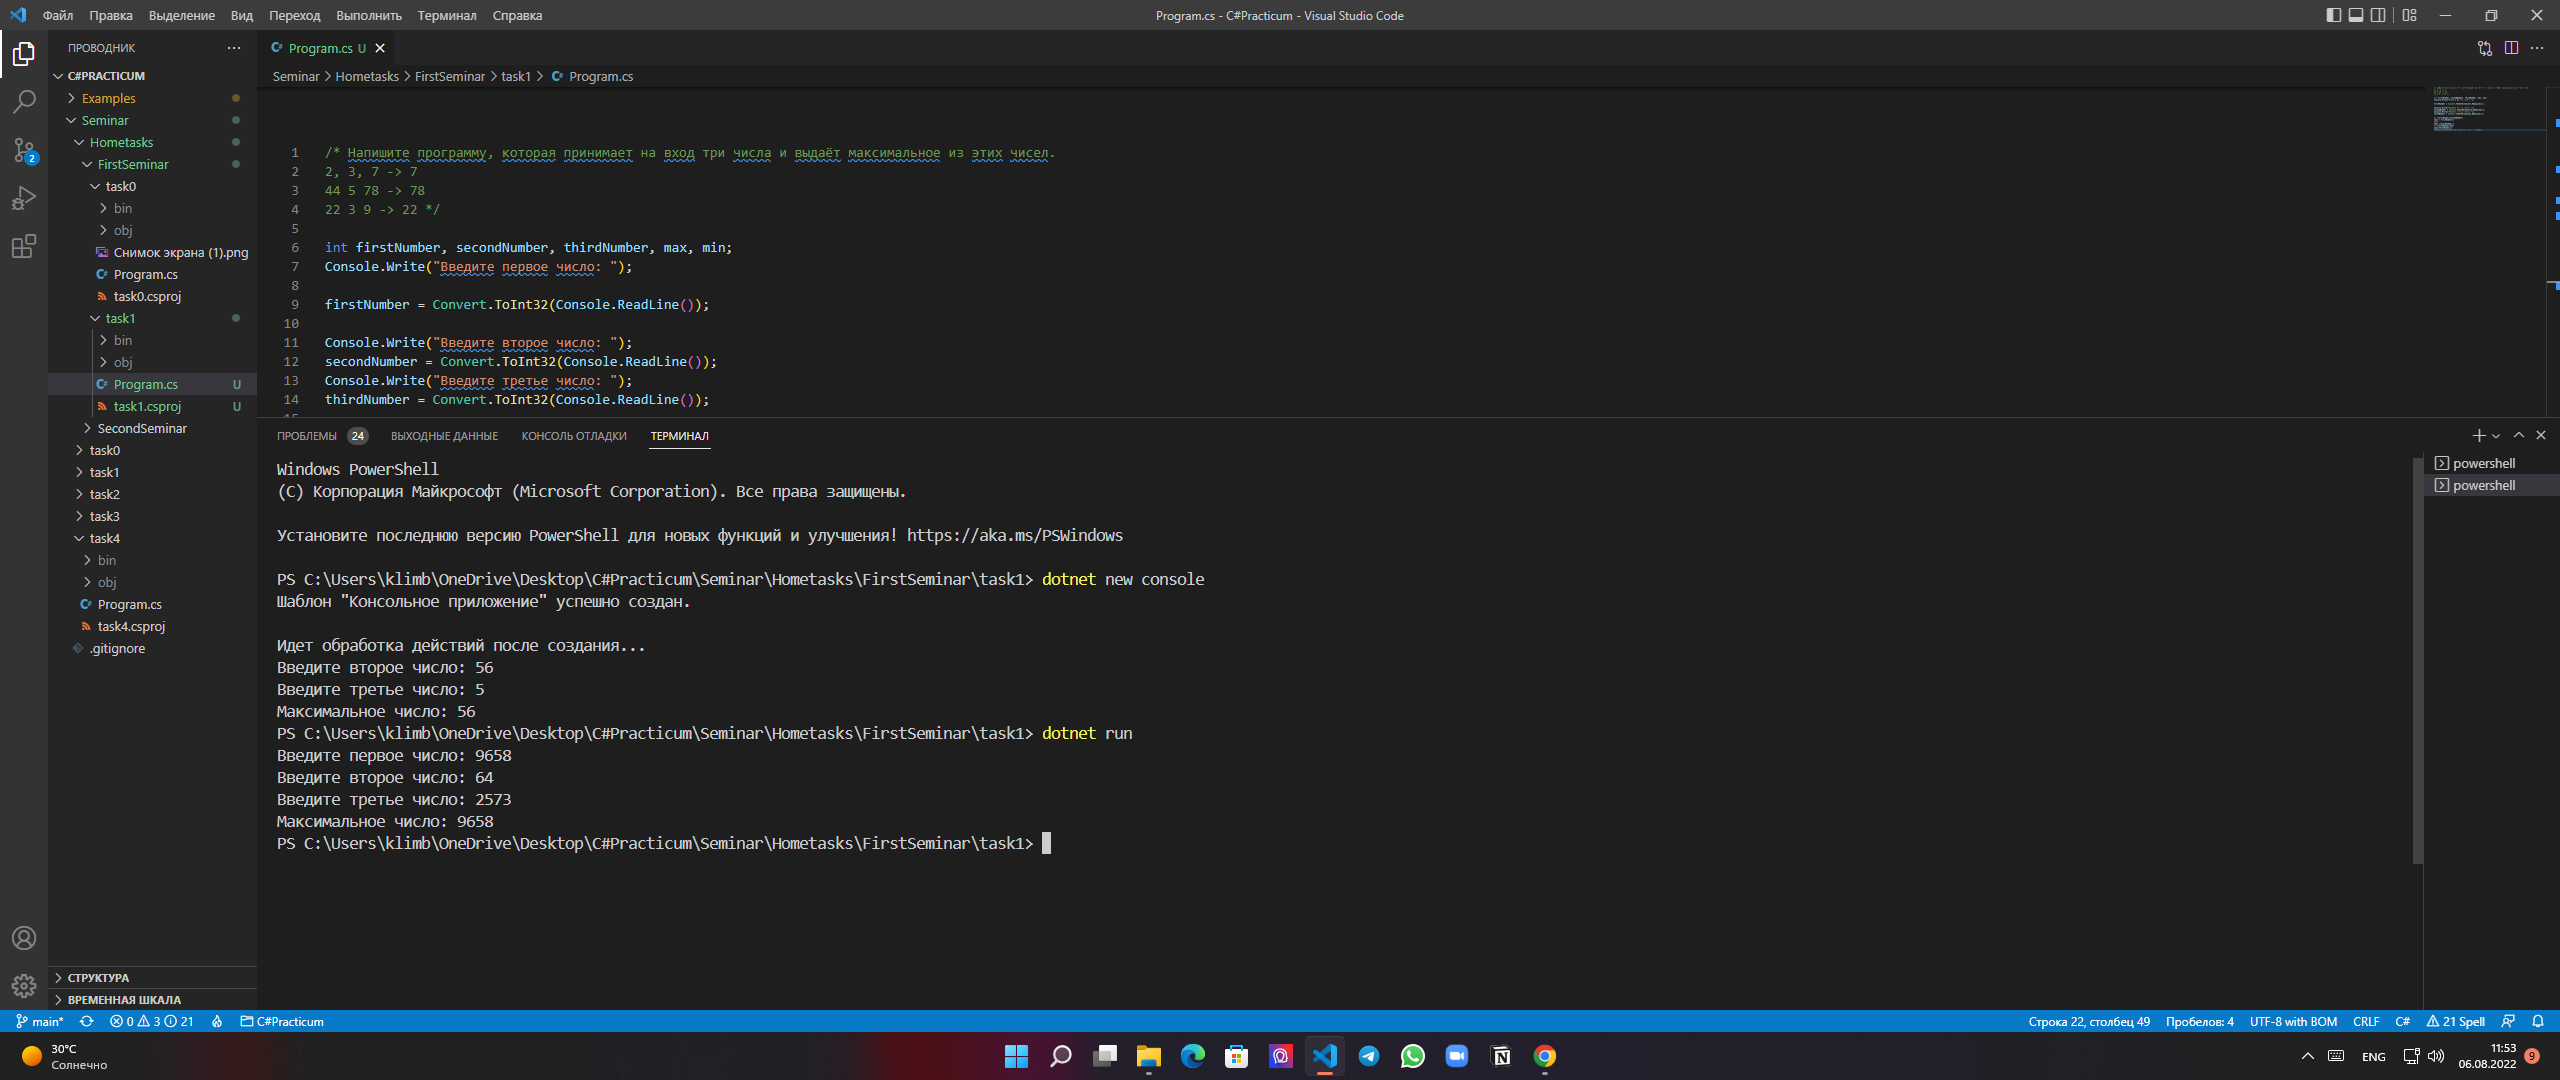 Файл Правка Выделение Вид Переход Выполнить Терминал Справка
Program.cs - C#Practicum - Visual Studio Code
ПРОВОДНИК
C#PRACTICUM
Examples
Seminar
Hometasks
FirstSeminar
task0
bin
obj
Снимок экрана (1).png
Program.cs
task0.csproj
task1
bin
obj
Program.cs U
task1.csproj U
SecondSeminar
task0
task1
task2
task3
task4
bin
obj
Program.cs
task4.csproj
.gitignore
СТРУКТУРА
ВРЕМЕННАЯ ШКАЛА
2
Program.cs U
Seminar > Hometasks > FirstSeminar > task1 > Program.cs
1 /* Напишите программу, которая принимает на вход три числа и выдаёт максимальное из этих чисел.
2 2, 3, 7 -> 7
3 44 5 78 -> 78
4 22 3 9 -> 22 */
5
6 int firstNumber, secondNumber, thirdNumber, max, min;
7 Console.Write("Введите первое число: ");
8
9 firstNumber = Convert.ToInt32(Console.ReadLine());
10
11 Console.Write("Введите второе число: ");
12 secondNumber = Convert.ToInt32(Console.ReadLine());
13 Console.Write("Введите третье число: ");
14 thirdNumber = Convert.ToInt32(Console.ReadLine());
ПРОБЛЕМЫ 24 ВЫХОДНЫЕ ДАННЫЕ КОНСОЛЬ ОТЛАДКИ ТЕРМИНАЛ
Windows PowerShell
(C) Корпорация Майкрософт (Microsoft Corporation). Все права защищены.
Установите последнюю версию PowerShell для новых функций и улучшения! https://aka.ms/PSWindows
PS C:\Users\klimb\OneDrive\Desktop\C#Practicum\Seminar\Hometasks\FirstSeminar\task1> dotnet new console
Шаблон "Консольное приложение" успешно создан.
Идет обработка действий после создания...
Введите второе число: 56
Введите третье число: 5
Максимальное число: 56
PS C:\Users\klimb\OneDrive\Desktop\C#Practicum\Seminar\Hometasks\FirstSeminar\task1> dotnet run
Введите первое число: 9658
Введите второе число: 64
Введите третье число: 2573
Максимальное число: 9658
PS C:\Users\klimb\OneDrive\Desktop\C#Practicum\Seminar\Hometasks\FirstSeminar\task1>
powershell
powershell
main* 0 3 21 C#Practicum
Строка 22, столбец 49 Пробелов: 4 UTF-8 with BOM CRLF C# 21 Spell
30°C
Солнечно
ENG
11:53
06.08.2022
9